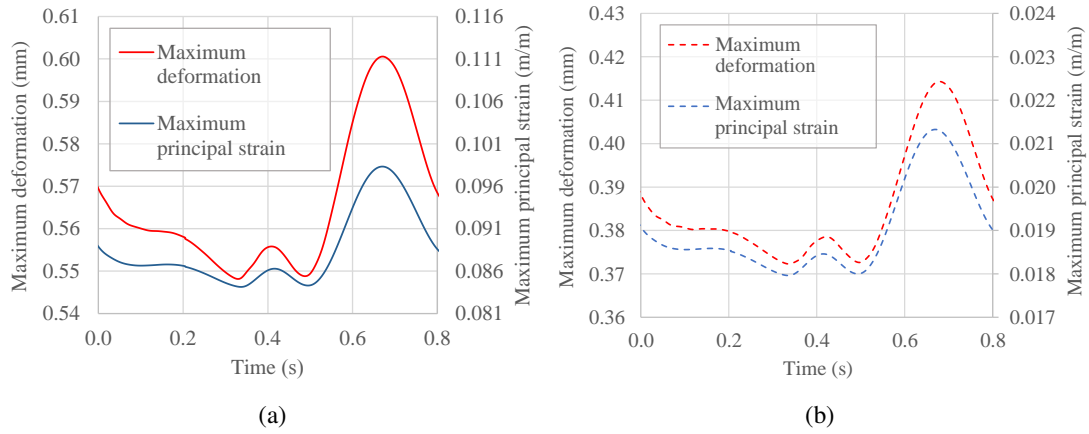 0.61
0.60
0.59
0.58
0.57
0.56
0.55
0.54
Maximum deformation (mm)
Maximum
deformation
Maximum
principal strain
0.116
0.111
0.106
0.101
0.096
0.091
0.086
0.081
Maximum principal strain (m/m)
0.0
0.2
0.4
0.6
0.8
Time (s)
(a)
0.43
0.42
0.41
0.40
0.39
0.38
0.37
0.36
Maximum deformation (mm)
Maximum
deformation
Maximum
principal strain
0.024
0.023
0.022
0.021
0.020
0.019
0.018
0.017
Maximum principal strain (m/m)
0.0
0.2
0.4
0.6
0.8
Time (s)
(b)